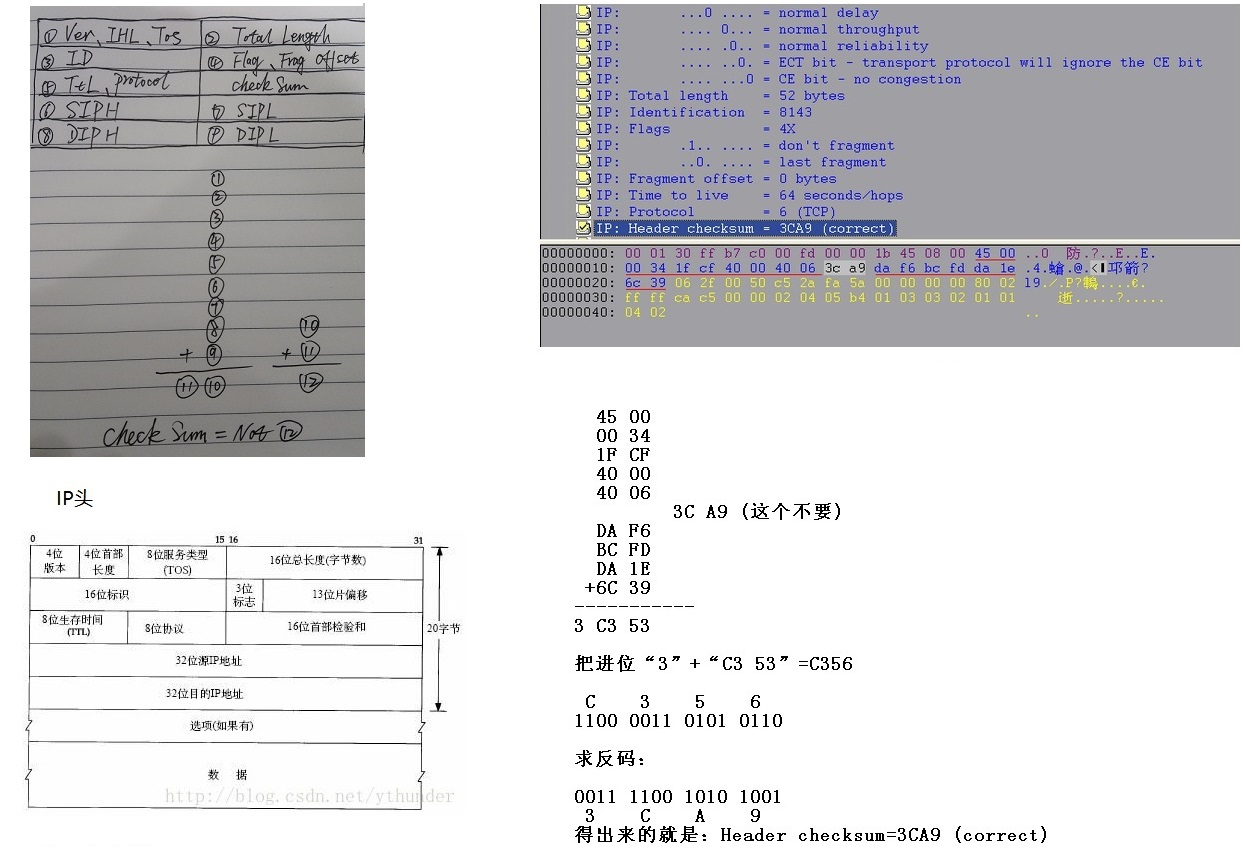 ① Ver、IHL、Tos ② Total Length
③ ID ④ Flag、Frag offset
⑤ TtL、protocol checkSum
⑥ SIPH ⑦ SIPL
⑧ DIPH ⑨ DIPL
①
②
③
④
⑤
⑥
⑦
⑧ ⑩
+ ⑨ + ⑪
⑪ ⑩ ⑫
Check Sum = Not ⑫
IP头
0 15 16 31
4位版本 4位首部长度 8位服务类型(TOS) 16位总长度(字节数)
16位标识 3位标志 13位片偏移
8位生存时间(TTL) 8位协议 16位首部检验和
20字节
32位源IP地址
32位目的IP地址
选项(如果有)
数 据
http://blog.csdn.net/ythunder
IP: ...0 .... = normal delay
IP: .... 0... = normal throughput
IP: .... .0.. = normal reliability
IP: .... ..0. = ECT bit - transport protocol will ignore the CE bit
IP: .... ...0 = CE bit - no congestion
IP: Total length = 52 bytes
IP: Identification = 8143
IP: Flags = 4X
IP: .1.. .... = don't fragment
IP: ..0. .... = last fragment
IP: Fragment offset = 0 bytes
IP: Time to live = 64 seconds/hops
IP: Protocol = 6 (TCP)
IP: Header checksum = 3CA9 (correct)
00000000: 00 01 30 ff b7 c0 00 fd 00 1b 45 08 00 45 00 ..0 防.?..E..E.
00000010: 00 34 1f cf 40 00 40 06 3c a9 da f6 bc fd da 1e .4.蛾.@.<
00000020: 6c 39 06 2f 00 50 c5 2a fa 5a 00 00 00 00 80 02 l9./.P?鶴....€.
00000030: ff ff ca c5 00 00 02 04 05 b4 01 03 03 02 01 01 逝.....?.....
00000040: 04 02 ..
45 00
00 34
1F CF
40 00
40 06
3C A9 (这个不要)
DA F6
BC FD
DA 1E
+6C 39
-----------
3 C3 53
把进位“3”+“C3 53”=C356
C 3 5 6
1100 0011 0101 0110
求反码：
0011 1100 1010 1001
3 C A 9
得出来的就是：Header checksum=3CA9 (correct)